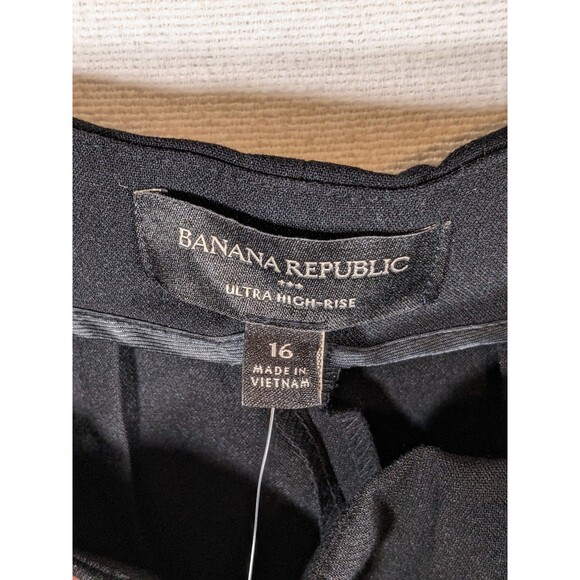 BANANA REPUBLIC
***
ULTRA HIGH-RISE
16
MADE IN
VIETNAM